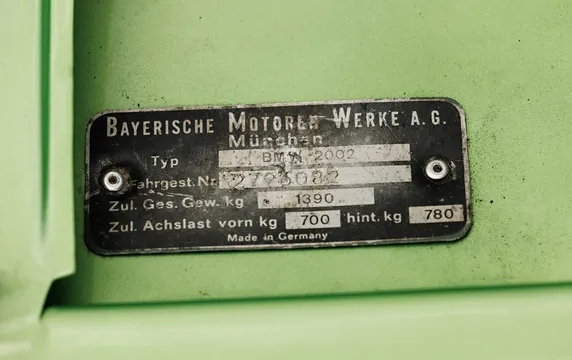 BAYERISCHE MOTOREN WERKE A.G.
München
Typ BMW 2002
Fahrgest. Nr. 2793082
Zul. Ges. Gew. kg 1390
Zul. Achslast vorn kg 700 hint. kg 780
Made in Germany